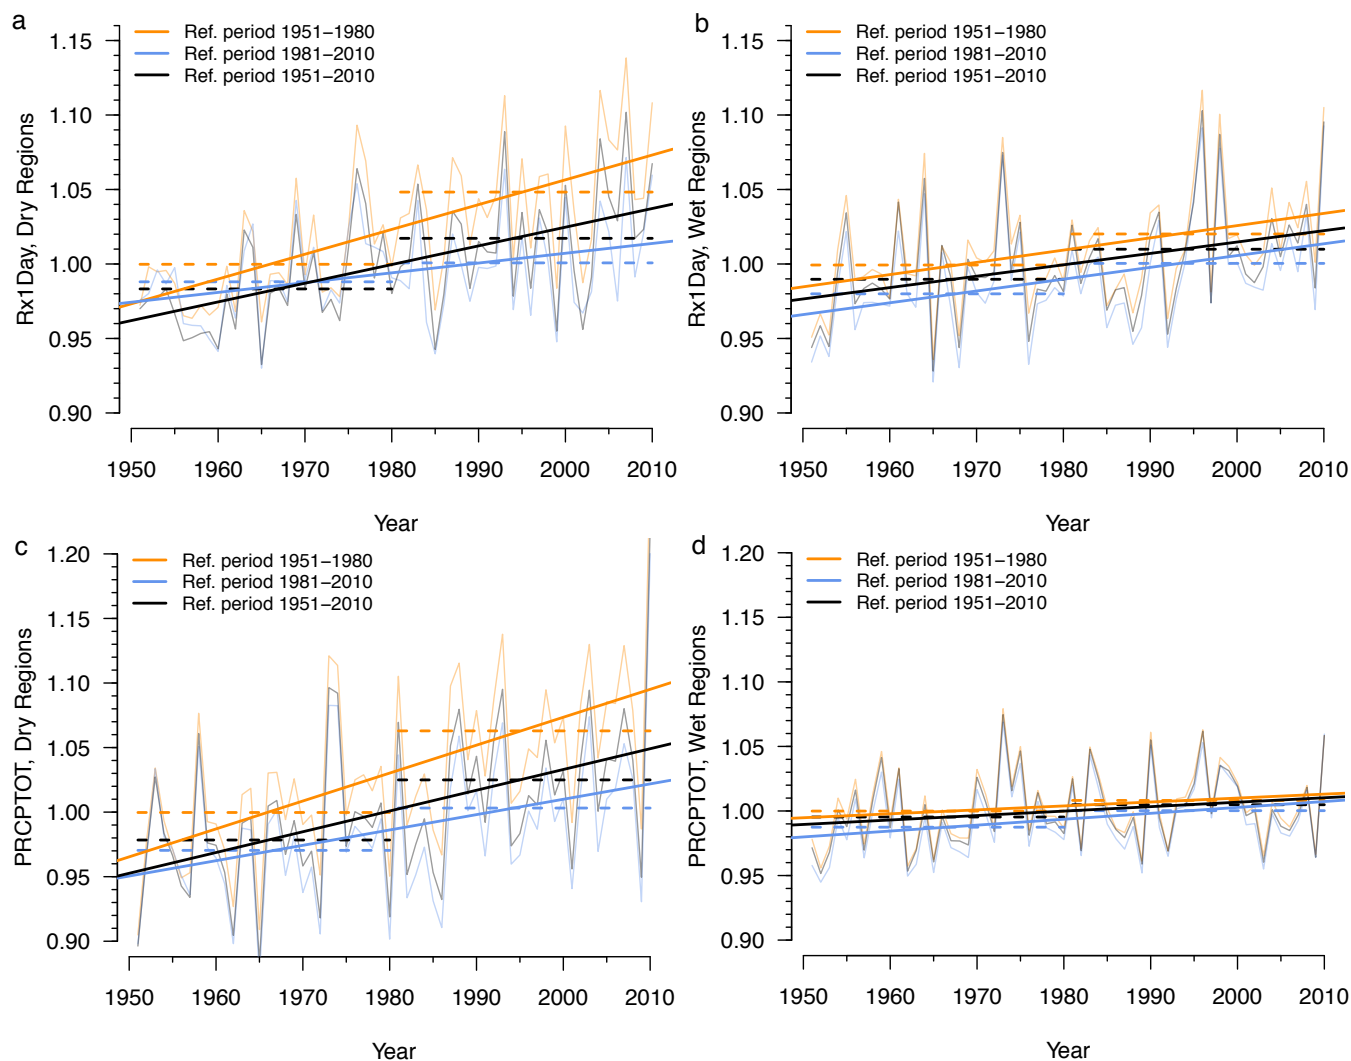 a
Ref. period 1951−1980
Ref. period 1981−2010
Ref. period 1951−2010
Rx1Day, Dry Regions
1.15
1.10
1.05
1.00
0.95
0.90
1950 1960 1970 1980 1990 2000 2010
Year
b
Ref. period 1951−1980
Ref. period 1981−2010
Ref. period 1951−2010
Rx1Day, Wet Regions
1.15
1.10
1.05
1.00
0.95
0.90
1950 1960 1970 1980 1990 2000 2010
Year
c
Ref. period 1951−1980
Ref. period 1981−2010
Ref. period 1951−2010
PRCPTOT, Dry Regions
1.20
1.15
1.10
1.05
1.00
0.95
0.90
1950 1960 1970 1980 1990 2000 2010
Year
d
Ref. period 1951−1980
Ref. period 1981−2010
Ref. period 1951−2010
PRCPTOT, Wet Regions
1.20
1.15
1.10
1.05
1.00
0.95
0.90
1950 1960 1970 1980 1990 2000 2010
Year